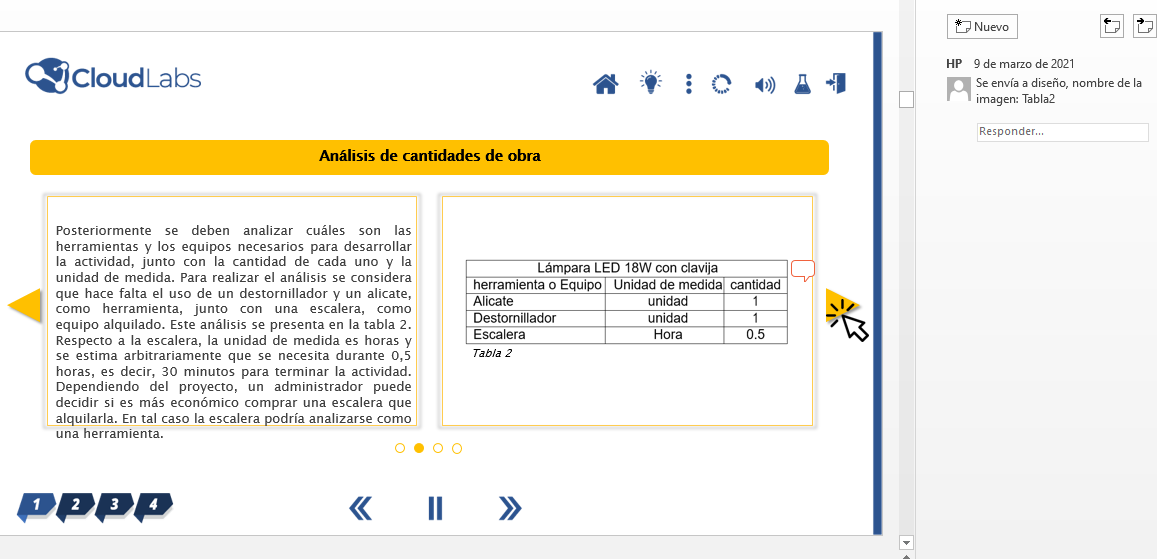 CloudLabs
Análisis de cantidades de obra
Posteriormente se deben analizar cuáles son las
herramientas y los equipos necesarios para desarrollar
la actividad, junto con la cantidad de cada uno y la
unidad de medida. Para realizar el análisis se considera
que hace falta el uso de un destornillador y un alicate,
como herramienta, junto con una escalera, como
equipo alquilado. Este análisis se presenta en la tabla 2.
Respecto a la escalera, la unidad de medida es horas y
se estima arbitrariamente que se necesita durante 0,5
horas, es decir, 30 minutos para terminar la actividad.
Dependiendo del proyecto, un administrador puede
decidir si es más económico comprar una escalera que
alquilarla. En tal caso la escalera podría analizarse como
una herramienta.
Lámpara LED 18W con clavija
herramienta o Equipo Unidad de medida cantidad
Alicate unidad 1
Destornillador unidad 1
Escalera Hora 0.5
Tabla 2
1 2 3 4
Nuevo
HP 9 de marzo de 2021
Se envía a diseño, nombre de la
imagen: Tabla2
Responder...